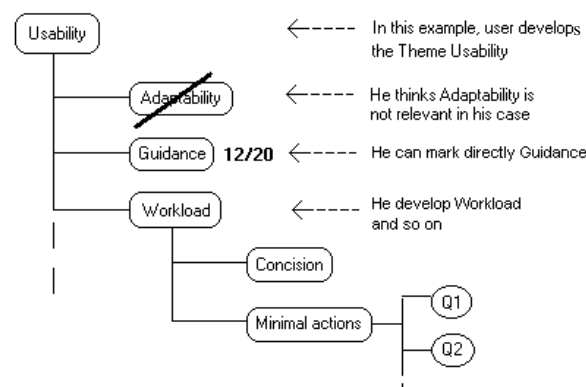 Usability
In this example, user develops
the Theme Usability
Adaptability
He thinks Adaptability is
not relevant in his case
Guidance 12/20
He can mark directly Guidance
Workload
He develop Workload
and so on
Concision
Minimal actions
Q1
Q2